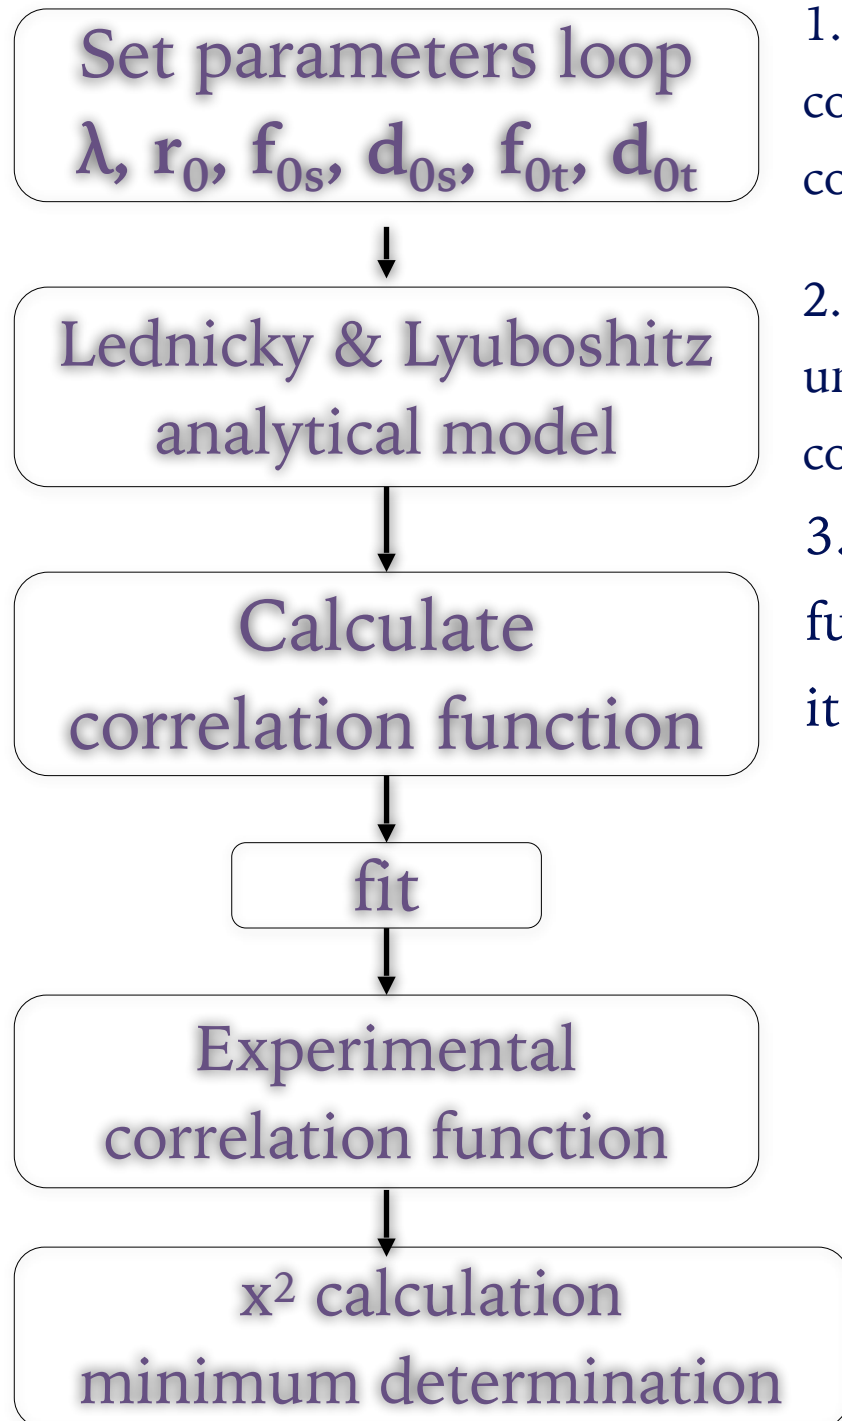 Set parameters loop
λ, r₀, f₀ₛ, d₀ₛ, f₀ₜ, d₀ₜ
Lednicky & Lyuboshitz
analytical model
Calculate
correlation function
fit
Experimental
correlation function
x² calculation
minimum determination
1.
2.
3.
it